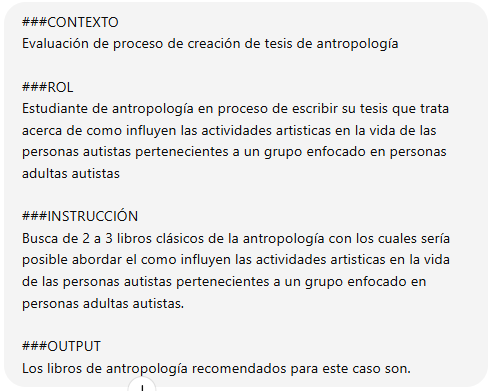 ###CONTEXTO
Evaluación de proceso de creación de tesis de antropología
###ROL
Estudiante de antropología en proceso de escribir su tesis que trata
acerca de como influyen las actividades artisticas en la vida de las
personas autistas pertenecientes a un grupo enfocado en personas
adultas autistas
###INSTRUCCIÓN
Busca de 2 a 3 libros clásicos de la antropología con los cuales sería
posible abordar el como influyen las actividades artisticas en la vida
de las personas autistas pertenecientes a un grupo enfocado en
personas adultas autistas.
###OUTPUT
Los libros de antropología recomendados para este caso son.